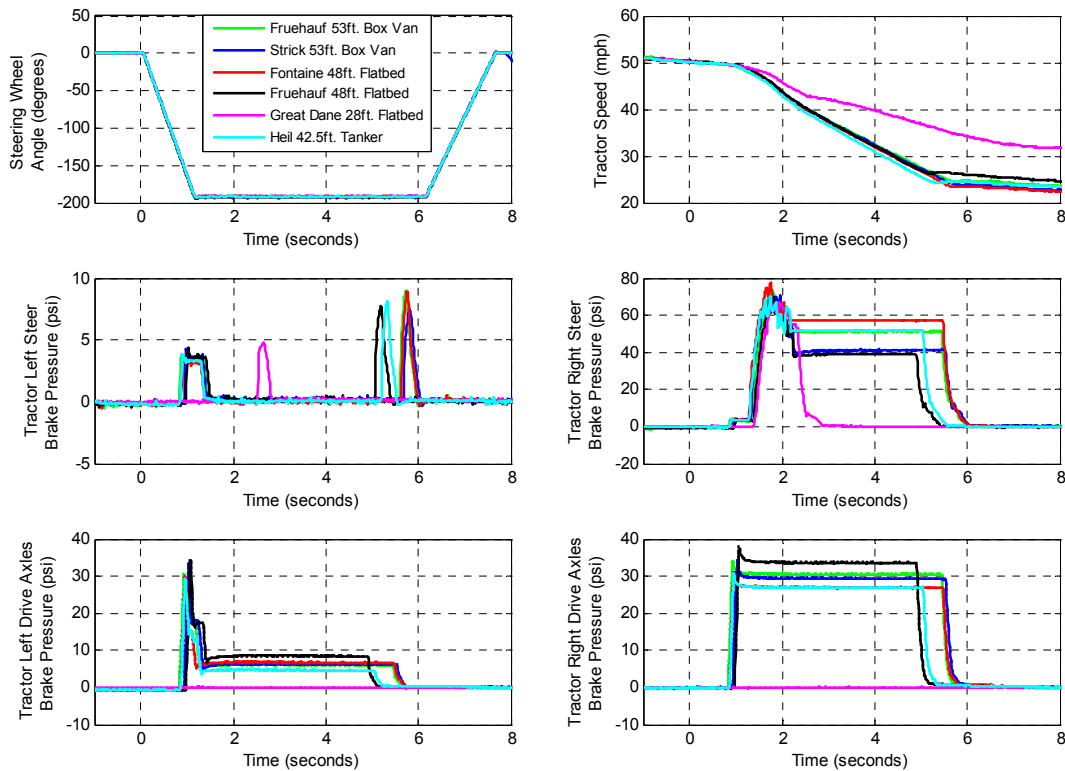 50
0
-50
-100
-150
-200
0
2
4
6
8
Steering Wheel
Angle (degrees)
Time (seconds)
Fruehauf 53ft. Box Van
Strick 53ft. Box Van
Fontaine 48ft. Flatbed
Fruehauf 48ft. Flatbed
Great Dane 28ft. Flatbed
Heil 42.5ft. Tanker
60
50
40
30
20
0
2
4
6
8
Tractor Speed (mph)
Time (seconds)
10
5
0
-5
0
2
4
6
8
Tractor Left Steer
Brake Pressure (psi)
Time (seconds)
80
60
40
20
0
-20
0
2
4
6
8
Tractor Right Steer
Brake Pressure (psi)
Time (seconds)
40
30
20
10
0
-10
0
2
4
6
8
Tractor Left Drive Axles
Brake Pressure (psi)
Time (seconds)
40
30
20
10
0
-10
0
2
4
6
8
Tractor Right Drive Axles
Brake Pressure (psi)
Time (seconds)